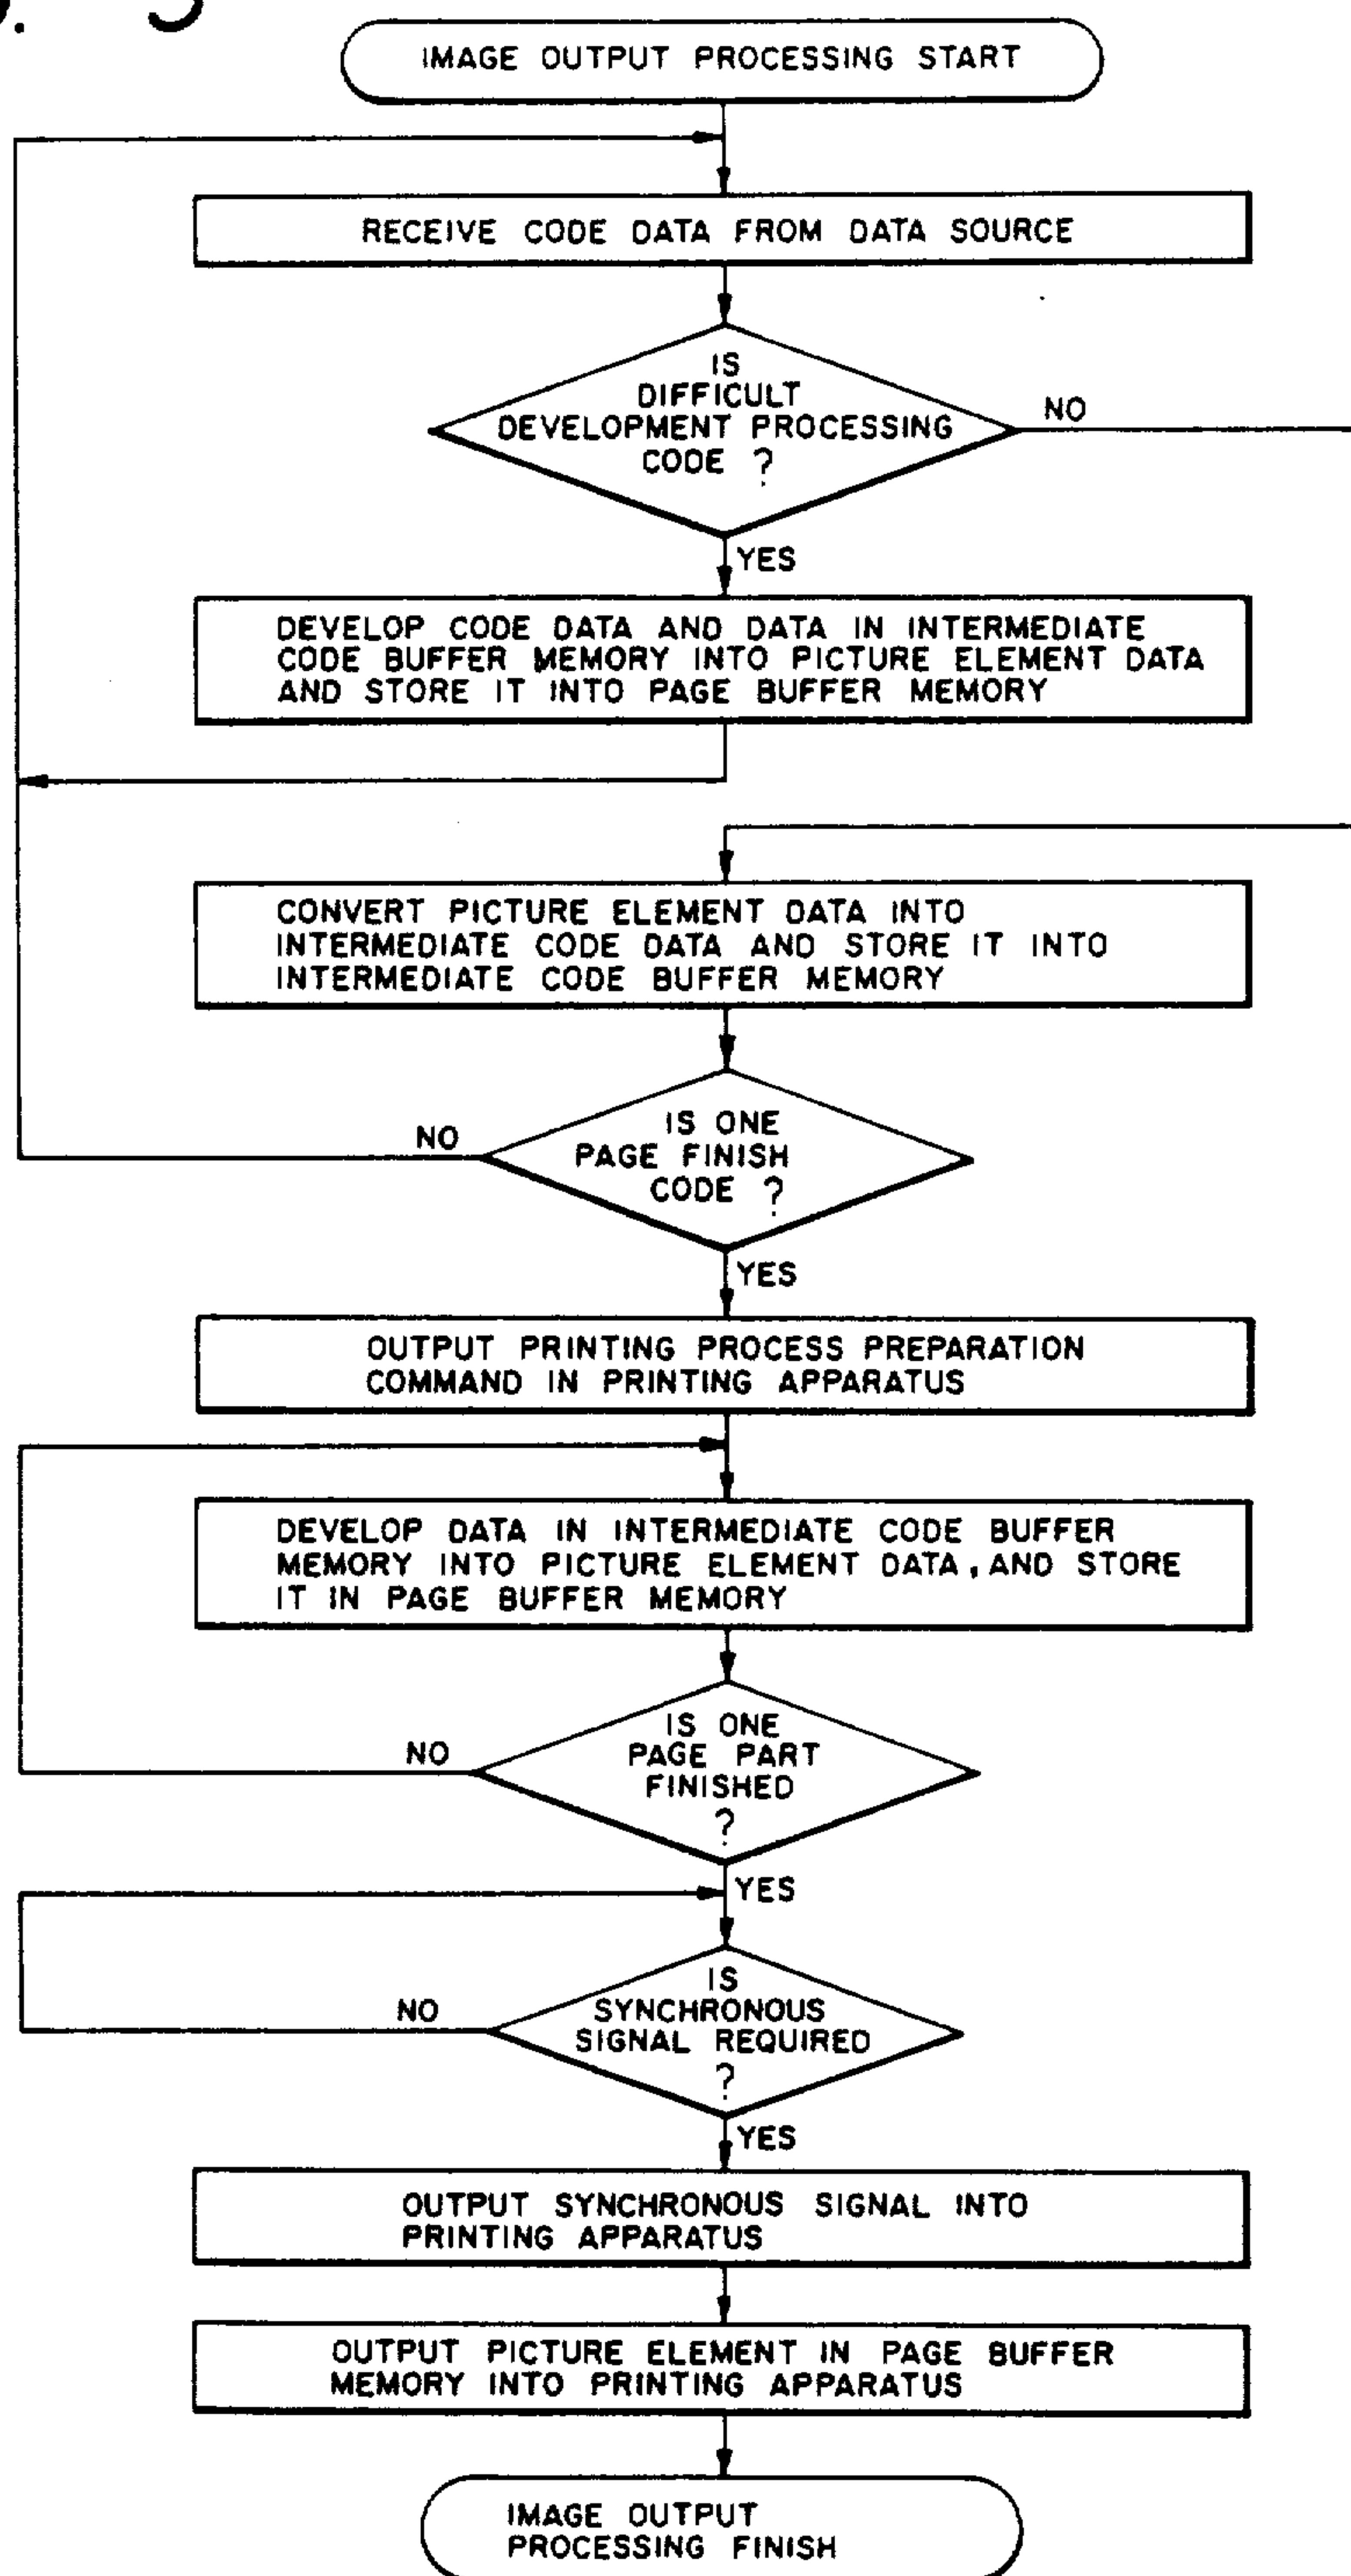 IMAGE OUTPUT PROCESSING START
RECEIVE CODE DATA FROM DATA SOURCE
IS
DIFFICULT
DEVELOPMENT PROCESSING
CODE ?
NO
YES
DEVELOP CODE DATA AND DATA IN INTERMEDIATE
CODE BUFFER MEMORY INTO PICTURE ELEMENT DATA
AND STORE IT INTO PAGE BUFFER MEMORY
CONVERT PICTURE ELEMENT DATA INTO
INTERMEDIATE CODE DATA AND STORE IT INTO
INTERMEDIATE CODE BUFFER MEMORY
IS ONE
PAGE FINISH
CODE ?
NO
YES
OUTPUT PRINTING PROCESS PREPARATION
COMMAND IN PRINTING APPARATUS
DEVELOP DATA IN INTERMEDIATE CODE BUFFER
MEMORY INTO PICTURE ELEMENT DATA, AND STORE
IT IN PAGE BUFFER MEMORY
IS ONE
PAGE PART
FINISHED
?
NO
YES
IS
SYNCHRONOUS
SIGNAL REQUIRED
?
NO
YES
OUTPUT SYNCHRONOUS SIGNAL INTO
PRINTING APPARATUS
OUTPUT PICTURE ELEMENT IN PAGE BUFFER
MEMORY INTO PRINTING APPARATUS
IMAGE OUTPUT
PROCESSING FINISH